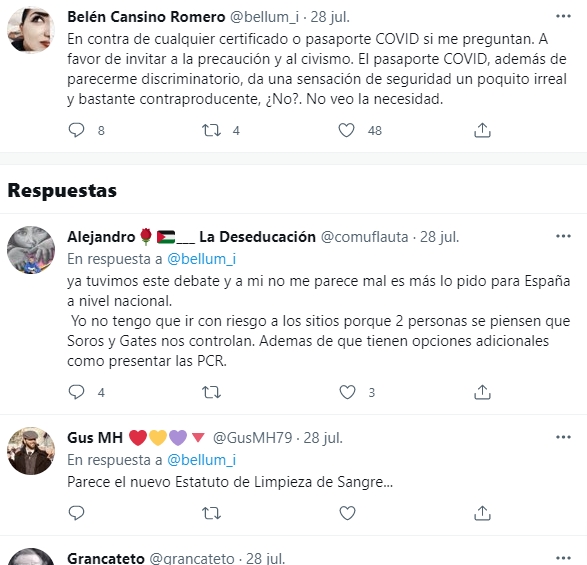 Belén Cansino Romero @bellum_i · 28 jul.
En contra de cualquier certificado o pasaporte COVID si me preguntan. A
favor de invitar a la precaución y al civismo. El pasaporte COVID, además de
parecerme discriminatorio, da una sensación de seguridad un poquito irreal
y bastante contraproducente, ¿No?. No veo la necesidad.
8 4 48
Respuestas
Alejandro🌹🇵🇸___ La Deseducación @comuflauta · 28 jul.
En respuesta a @bellum_i
ya tuvimos este debate y a mi no me parece mal es más lo pido para España
a nivel nacional.
Yo no tengo que ir con riesgo a los sitios porque 2 personas se piensen que
Soros y Gates nos controlan. Ademas de que tienen opciones adicionales
como presentar las PCR.
4 3
Gus MH ❤️💛💜🔻 @GusMH79 · 28 jul.
En respuesta a @bellum_i
Parece el nuevo Estatuto de Limpieza de Sangre...
Grancateto @grancateto · 28 jul.